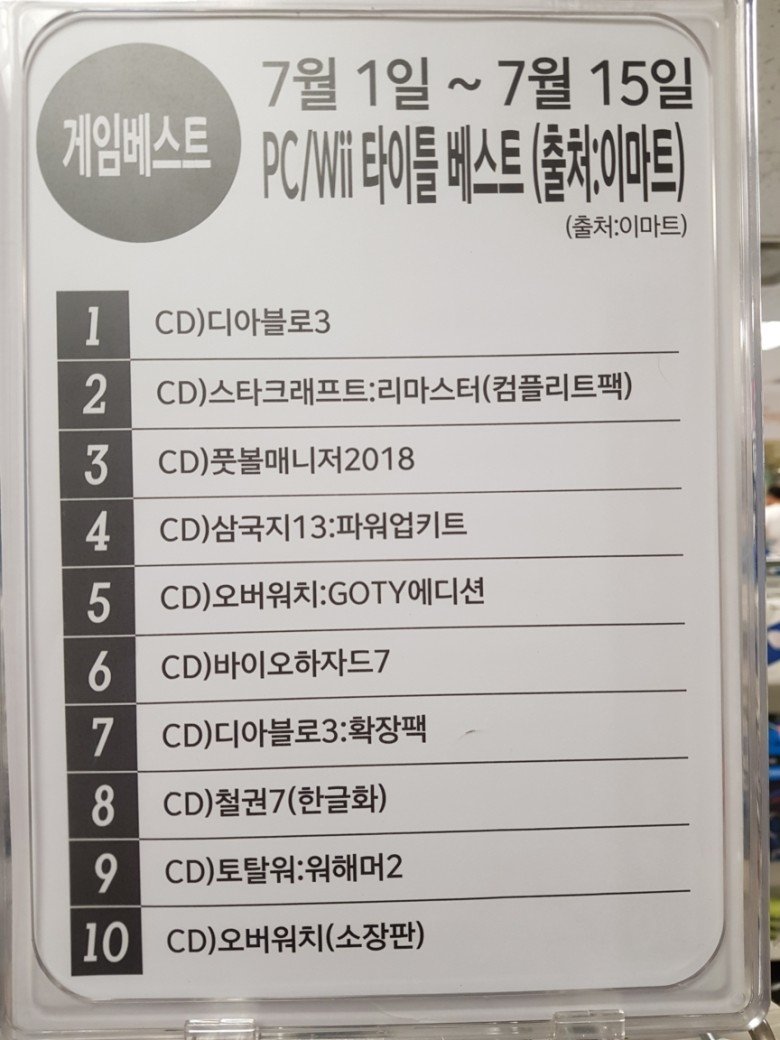 게임베스트
7월 1일 ~ 7월 15일
PC/Wii 타이틀 베스트 (출처:이마트)
(출처:이마트)
1 CD)디아블로3
2 CD)스타크래프트:리마스터(컴플리트팩)
3 CD)풋볼매니저2018
4 CD)삼국지13:파워업키트
5 CD)오버워치:GOTY에디션
6 CD)바이오하자드7
7 CD)디아블로3:확장팩
8 CD)철권7(한글화)
9 CD)토탈워:워해머2
10 CD)오버워치(소장판)